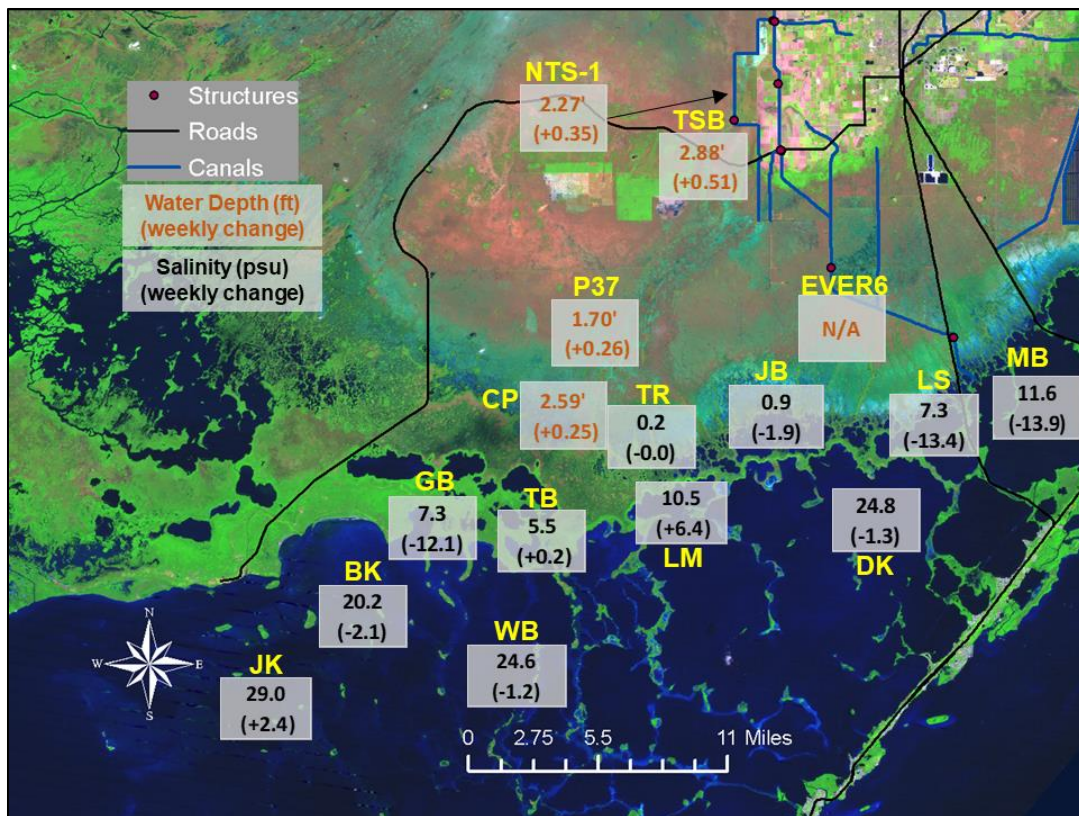 NTS-1
2.27'
(+0.35)
TSB
2.88'
(+0.51)
Structures
Roads
Canals
Water Depth (ft)
(weekly change)
Salinity (psu)
(weekly change)
P37
1.70'
(+0.26)
EVER6
N/A
MB
11.6
(-13.9)
JB
0.9
(-1.9)
LS
7.3
(-13.4)
CP
2.59'
(+0.25)
TR
0.2
(-0.0)
GB
7.3
(-12.1)
TB
5.5
(+0.2)
10.5
(+6.4)
LM
24.8
(-1.3)
DK
BK
20.2
(-2.1)
WB
24.6
(-1.2)
JK
29.0
(+2.4)
N
W E
S
0 2.75 5.5 11 Miles